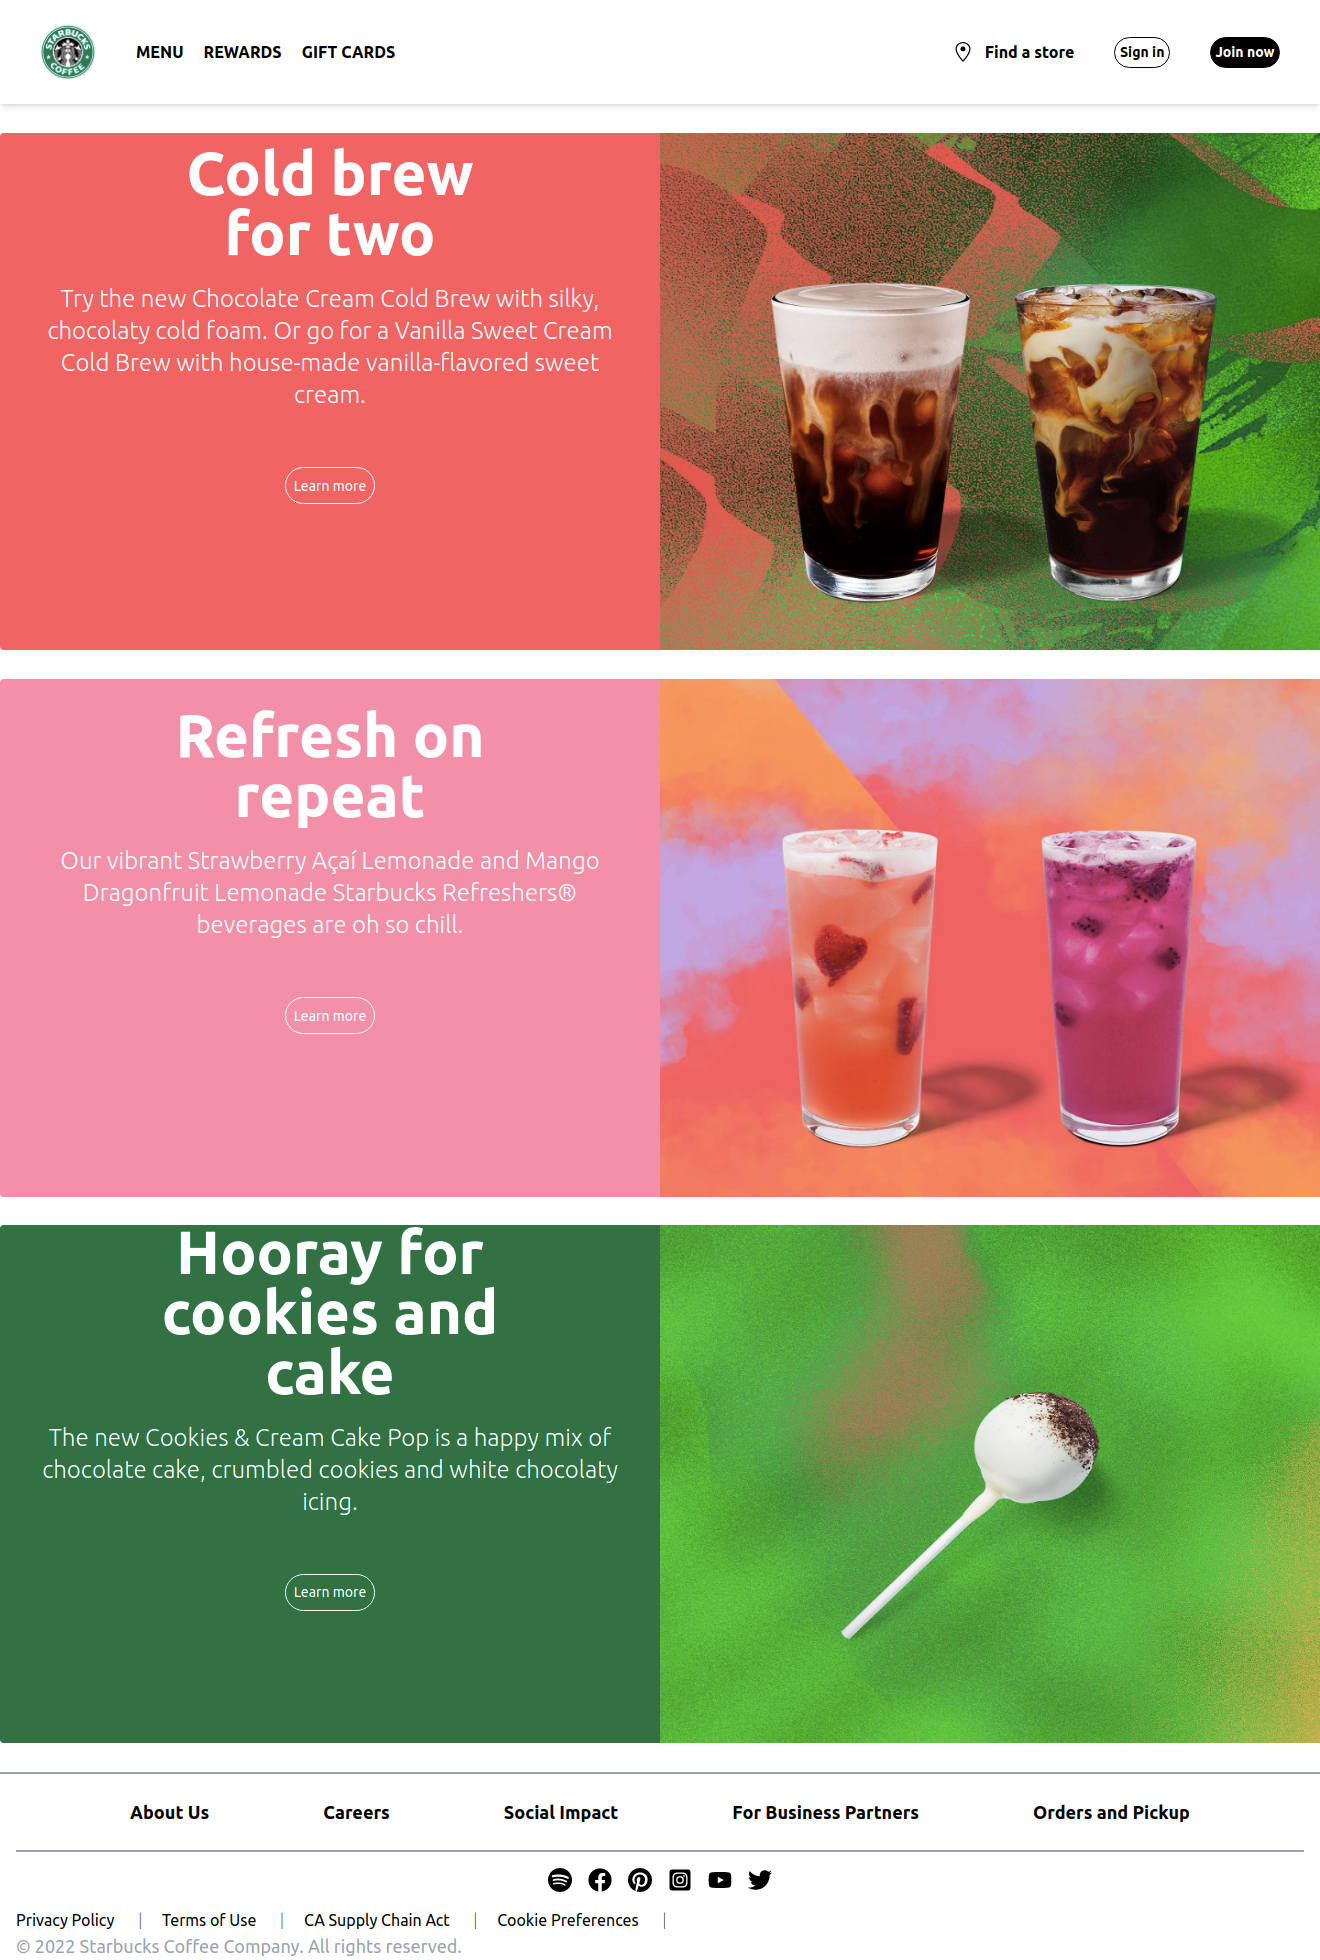 STARBUCKS
COFFEE
MENU REWARDS GIFT CARDS
Find a store
Sign in
Join now
Cold brew
for two
Try the new Chocolate Cream Cold Brew with silky,
chocolaty cold foam. Or go for a Vanilla Sweet Cream
Cold Brew with house-made vanilla-flavored sweet
cream.
Learn more
Refresh on
repeat
Our vibrant Strawberry Açaí Lemonade and Mango
Dragonfruit Lemonade Starbucks Refreshers®
beverages are oh so chill.
Learn more
Hooray for
cookies and
cake
The new Cookies & Cream Cake Pop is a happy mix of
chocolate cake, crumbled cookies and white chocolaty
icing.
Learn more
About Us Careers Social Impact For Business Partners Orders and Pickup
Privacy Policy | Terms of Use | CA Supply Chain Act | Cookie Preferences |
© 2022 Starbucks Coffee Company. All rights reserved.